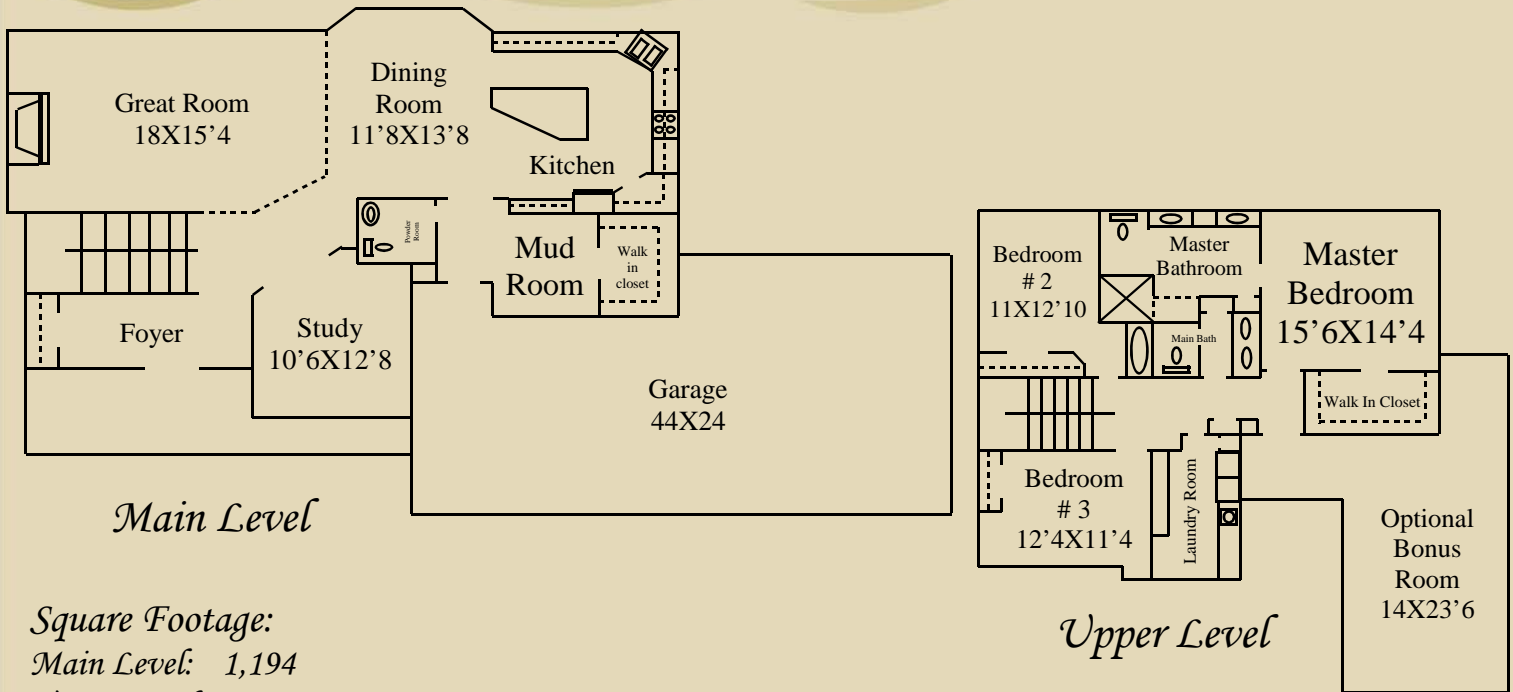 Great Room
18X15’4
Dining
Room
11’8X13’8
Kitchen
Powder
Room
Mud
Room
Walk
in
closet
Foyer
Study
10’6X12’8
Garage
44X24
Main Level
Bedroom
# 2
11X12’10
Master
Bathroom
Master
Bedroom
15’6X14’4
Main Bath
Walk In Closet
Bedroom
# 3
12’4X11’4
Laundry Room
Optional
Bonus
Room
14X23’6
Upper Level
Square Footage:
Main Level: 1,194